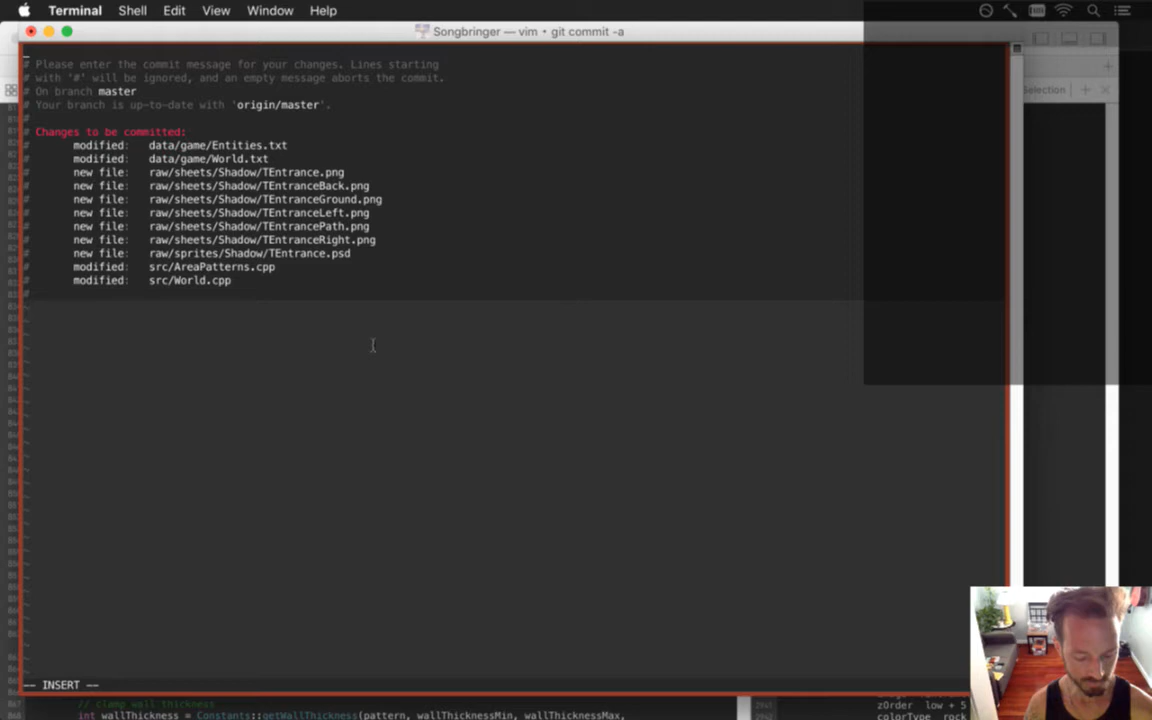 Terminal Shell Edit View Window Help
Songbringer — vim • git commit -a
# Please enter the commit message for your changes. Lines starting
# with '#' will be ignored, and an empty message aborts the commit.
# On branch master
# Your branch is up-to-date with 'origin/master'.
#
# Changes to be committed:
# modified: data/game/Entities.txt
# modified: data/game/World.txt
# new file: raw/sheets/Shadow/TEntrance.png
# new file: raw/sheets/Shadow/TEntranceBack.png
# new file: raw/sheets/Shadow/TEntranceGround.png
# new file: raw/sheets/Shadow/TEntranceLeft.png
# new file: raw/sheets/Shadow/TEntrancePath.png
# new file: raw/sheets/Shadow/TEntranceRight.png
# new file: raw/sprites/Shadow/TEntrance.psd
# modified: src/AreaPatterns.cpp
# modified: src/World.cpp
#
Selection
-- INSERT --
867 // clamp wall thickness
868 int wallThickness = Constants::getWallThickness(pattern, wallThicknessMin, wallThicknessMax,
2041 zOrder low + 5
2042 colorType rock